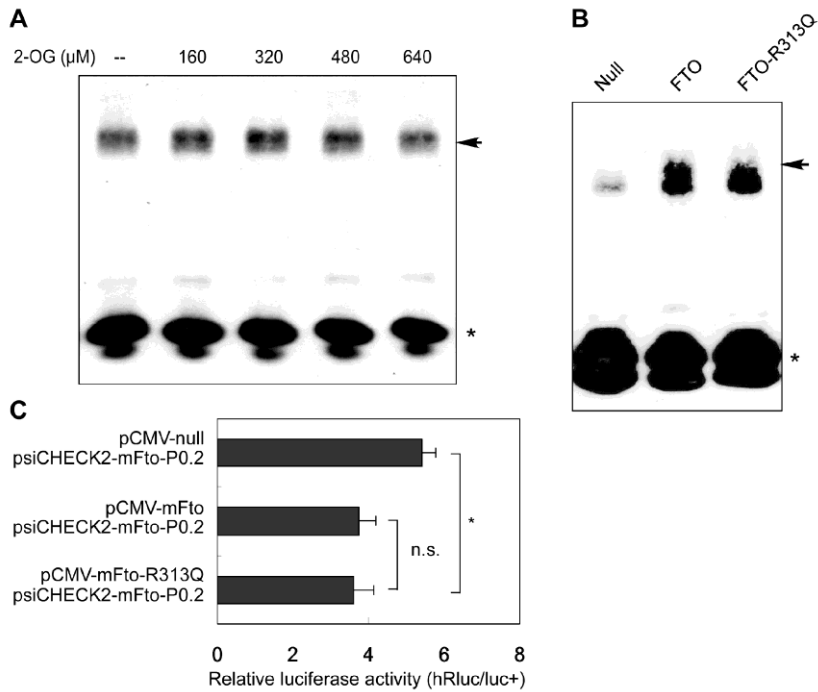 A
2-OG (µM) -- 160 320 480 640
*
B
Null FTO FTO-R313Q
*
C
pCMV-null
psiCHECK2-mFto-P0.2
pCMV-mFto
psiCHECK2-mFto-P0.2
pCMV-mFto-R313Q
psiCHECK2-mFto-P0.2
n.s.
*
0 2 4 6 8
Relative luciferase activity (hRluc/luc+)